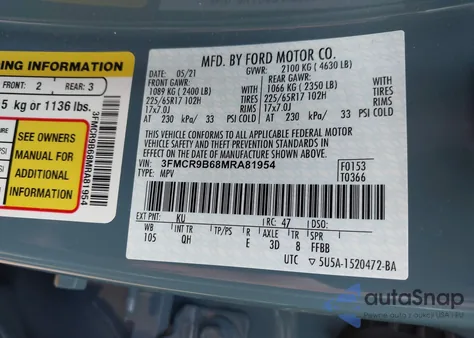 DING INFORMATION
FRONT: 2 REAR: 3
5 kg or 1136 lbs.
SEE OWNERS
MANUAL FOR
ADDITIONAL
INFORMATION
3FMCR9B68MRA81954
MFD. BY FORD MOTOR CO.
DATE: 05/21 GVWR: 2100 KG ( 4630 LB)
FRONT GAWR: REAR GAWR:
1089 KG ( 2400 LB) 1066 KG ( 2350 LB)
225/65R17 102H TIRES 225/65R17 102H TIRES
17x7.0J RIMS 17x7.0J RIMS
AT 230 kPa/ 33 PSI COLD AT 230 kPa/ 33 PSI COLD
THIS VEHICLE CONFORMS TO ALL APPLICABLE FEDERAL MOTOR
VEHICLE SAFETY AND THEFT PREVENTION STANDARDS IN EFFECT ON THE
DATE OF MANUFACTURE SHOWN ABOVE.
VIN: 3FMCR9B68MRA81954 F0153
TYPE: MPV T0366
EXT PNT: KU RC: 47 DSO:
WB INT TR R AXLE TR SPR
105 QH E 3D 8 FFBB
UTC ▽ 5U5A-1520472-BA
autoSnap